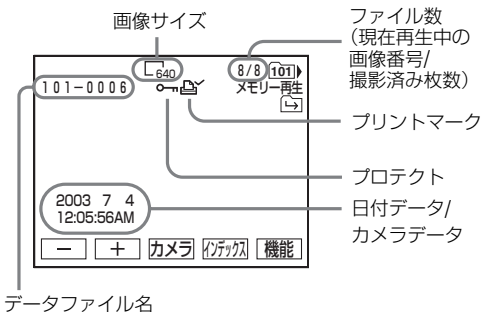 画像サイズ
ファイル数
（現在再生中の
画像番号/
撮影済み枚数）
640
8/8 101
101-0006
メモリー再生
プリントマーク
プロテクト
2003 7 4
12:05:56AM
日付データ/
カメラデータ
− + カメラ インデックス 機能
データファイル名